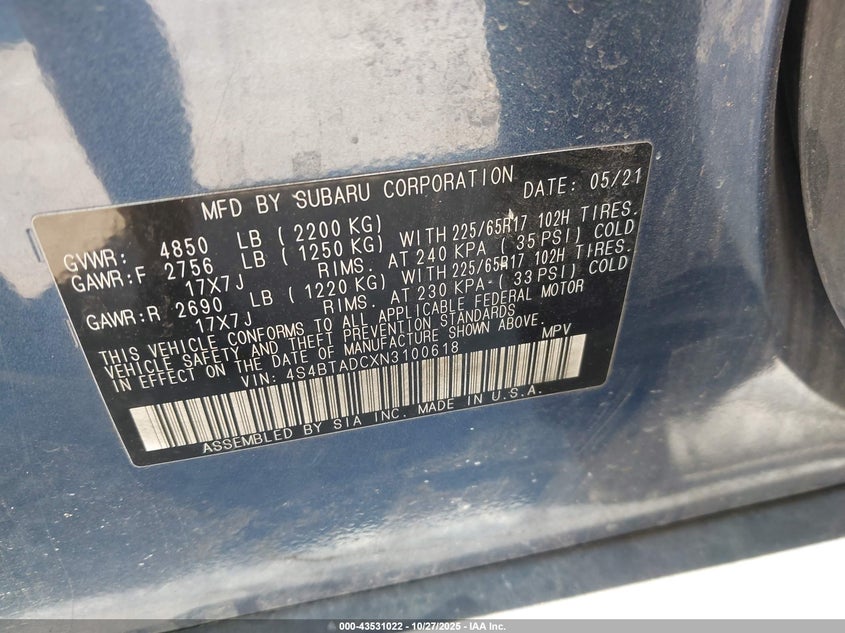 MFD BY SUBARU CORPORATION DATE: 05/21
GVWR: 4850 LB (2200 KG)
GAWR:F 2756 LB (1250 KG) WITH 225/65R17 102H TIRES.
17X7J RIMS. AT 240 KPA (35 PSI) COLD
GAWR:R 2690 LB (1220 KG) WITH 225/65R17 102H TIRES.
17X7J RIMS. AT 230 KPA (33 PSI) COLD
THIS VEHICLE CONFORMS TO ALL APPLICABLE FEDERAL MOTOR
VEHICLE SAFETY AND THEFT PREVENTION STANDARDS
IN EFFECT ON THE DATE OF MANUFACTURE SHOWN ABOVE.
VIN: 4S4BTADCXN3100618 MPV
ASSEMBLED BY SIA INC. MADE IN U.S.A.
000-43531022 - 10/27/2025 - IAA Inc.